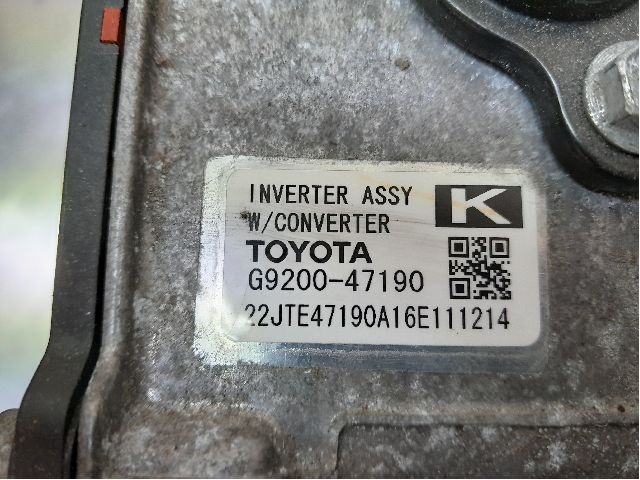 INVERTER ASSY
W/CONVERTER
K
TOYOTA
G9200-47190
22JTE47190A16E111214